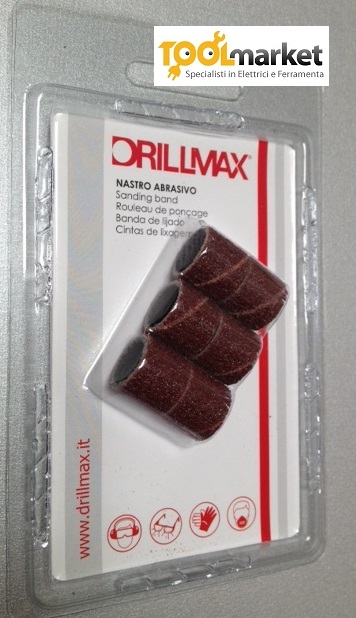 TOOLmarket
Specialisti in Elettrici e Ferramenta
DRILLMAX®
NASTRO ABRASIVO
Sanding band
Rouleau de ponçage
Banda de lijado
Cintas de lixagem
www.drillmax.it